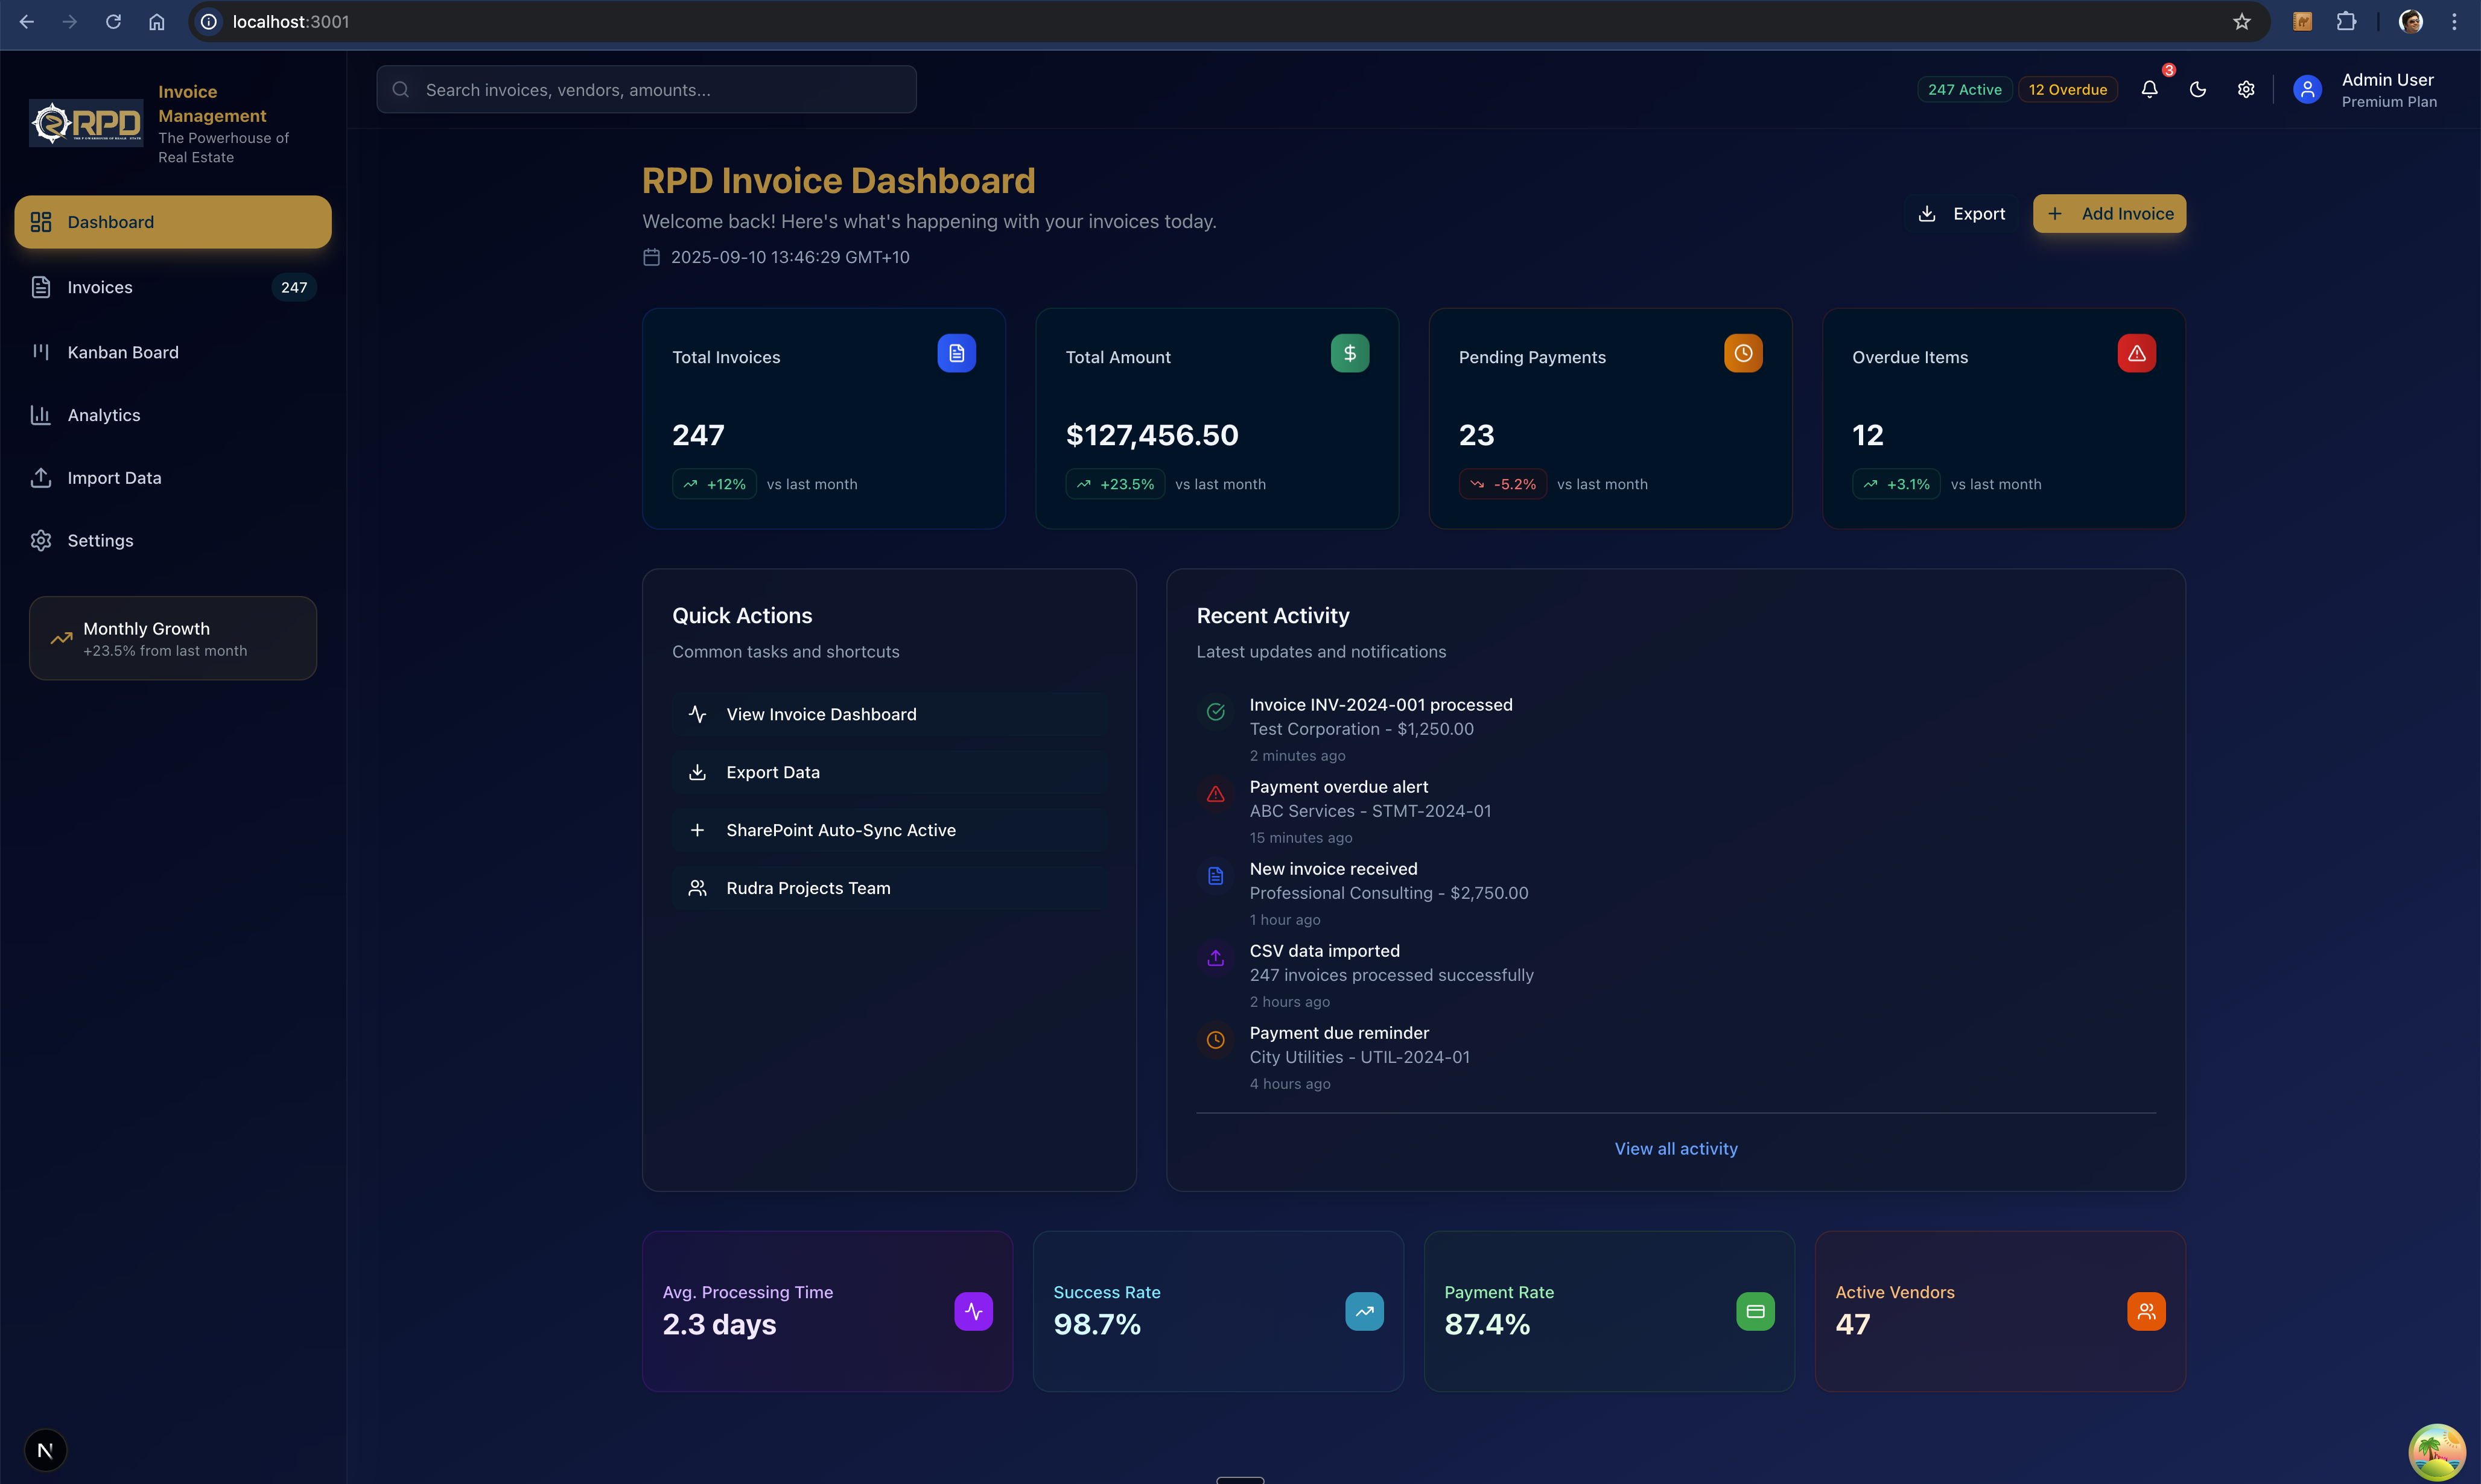 localhost:3001
RPD
Invoice
Management
The Powerhouse of
Real Estate
Dashboard
Invoices
247
Kanban Board
Analytics
Import Data
Settings
Monthly Growth
+23.5% from last month
N
Search invoices, vendors, amounts...
247 Active
12 Overdue
3
Admin User
Premium Plan
RPD Invoice Dashboard
Welcome back! Here's what's happening with your invoices today.
2025-09-10 13:46:29 GMT+10
Export
Add Invoice
Total Invoices
247
+12% vs last month
Total Amount
$127,456.50
+23.5% vs last month
Pending Payments
23
-5.2% vs last month
Overdue Items
12
+3.1% vs last month
Quick Actions
Common tasks and shortcuts
View Invoice Dashboard
Export Data
SharePoint Auto-Sync Active
Rudra Projects Team
Recent Activity
Latest updates and notifications
Invoice INV-2024-001 processed
Test Corporation - $1,250.00
2 minutes ago
Payment overdue alert
ABC Services - STMT-2024-01
15 minutes ago
New invoice received
Professional Consulting - $2,750.00
1 hour ago
CSV data imported
247 invoices processed successfully
2 hours ago
Payment due reminder
City Utilities - UTIL-2024-01
4 hours ago
View all activity
Avg. Processing Time
2.3 days
Success Rate
98.7%
Payment Rate
87.4%
Active Vendors
47